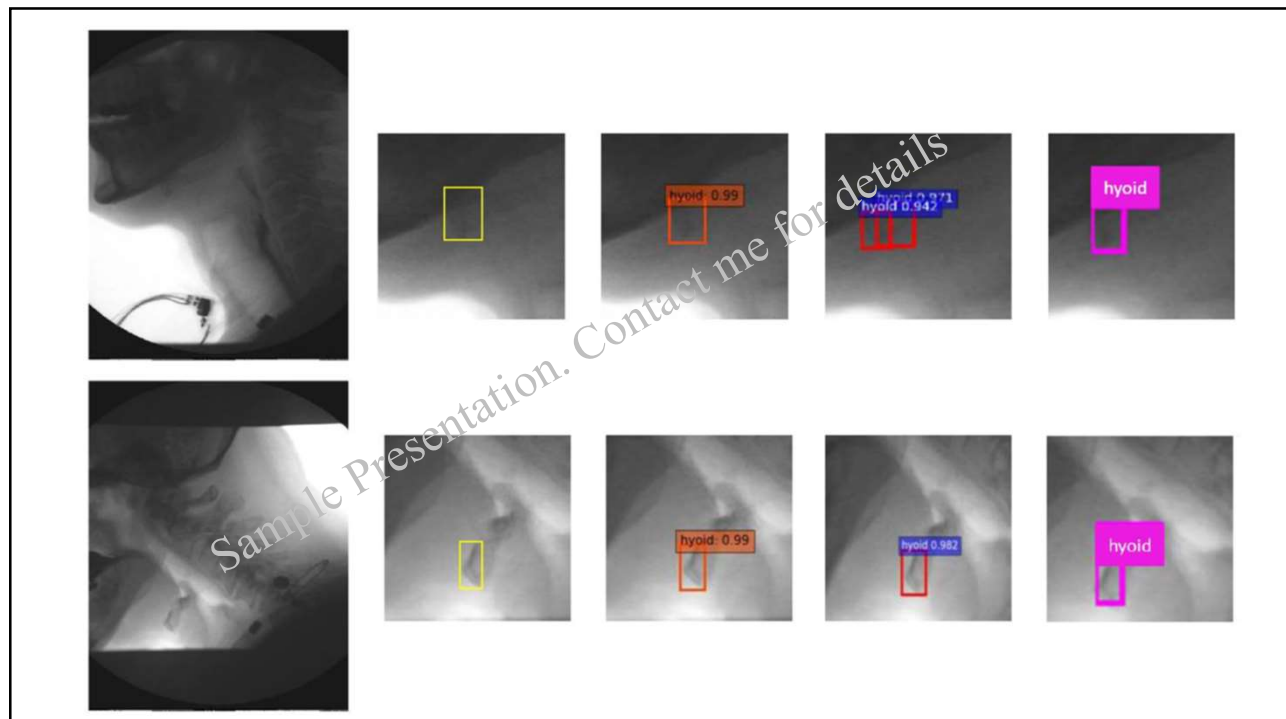 hyoid: 0.99
hyoid 0.942
hyoid
Sample Presentation. Contact me for details
hyoid: 0.99
hyoid 0.982
hyoid